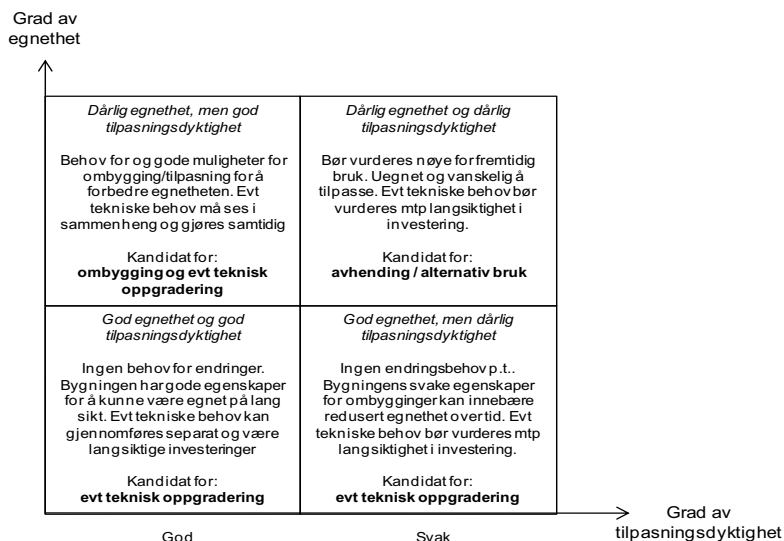 Grad av
egnethet
Dårlig egnethet, men god
tilpasningsdyktighet
Behov for og gode muligheter for
ombygging/tilpasning for å
forbedre egnetheten. Evt
tekniske behov må ses i
sammenheng og gjøres samtidig
Kandidat for:
ombygging og evt teknisk
oppgradering
Dårlig egnethet og dårlig
tilpasningsdyktighet
Bør vurderes nøye for fremtidig
bruk. Uegnet og vanskelig å
tilpasse. Evt tekniske behov bør
vurderes mtp langsiktighet i
investering.
Kandidat for:
avhending / alternativ bruk
God egnethet og god
tilpasningsdyktighet
Ingen behov for endringer.
Bygningen har gode egenskaper
for å kunne være egnet på lang
sikt. Evt tekniske behov kan
gjennomføres separat og være
langsiktige investeringer
Kandidat for:
evt teknisk oppgradering
God egnethet, men dårlig
tilpasningsdyktighet
Ingen endringsbehov p.t..
Bygningens svake egenskaper
for ombygginger kan innebære
redusert egnethet over tid. Evt
tekniske behov bør vurderes mtp
langsiktighet i investering.
Kandidat for:
evt teknisk oppgradering
Grad av
tilpasningsdyktighet
God
Svak